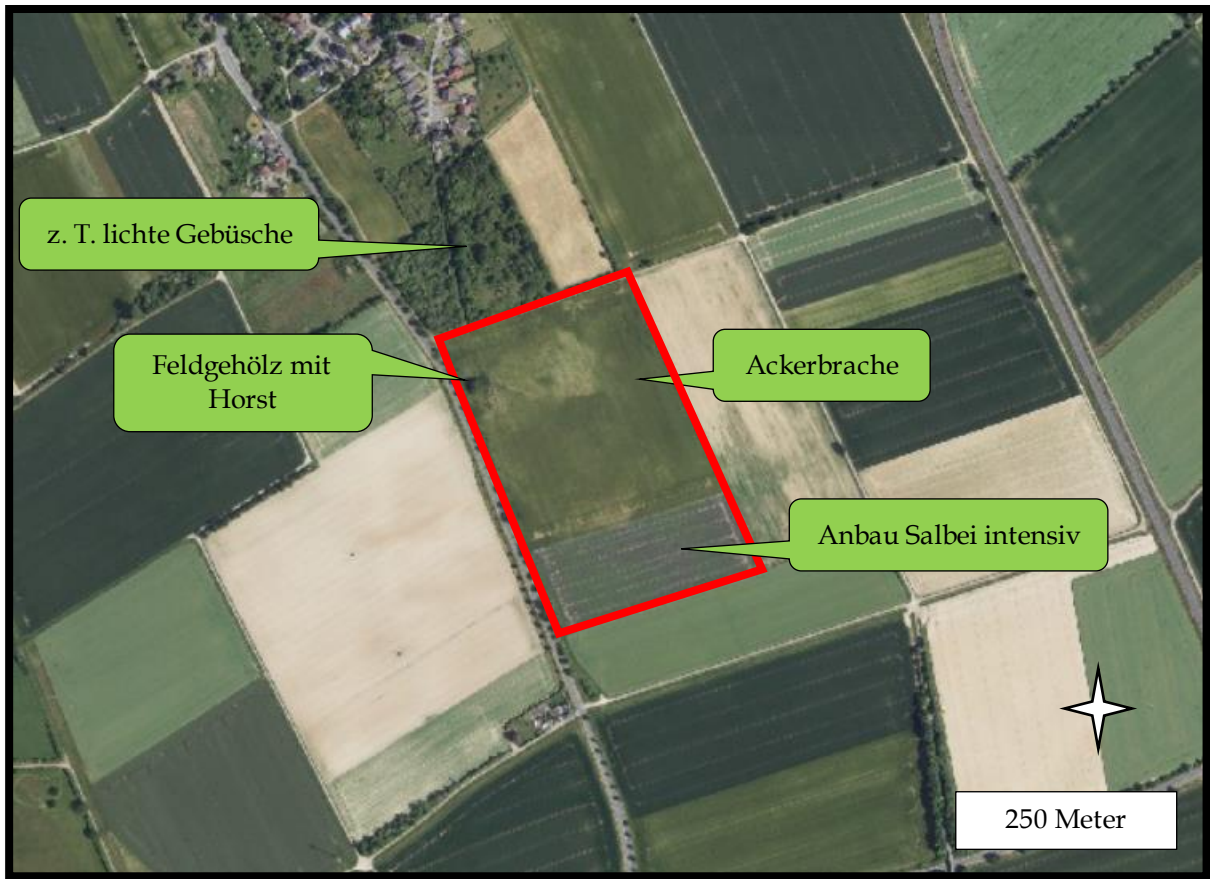 z. T. lichte Gebüsche
Feldgehölz mit
Horst
Ackerbrache
Anbau Salbei intensiv
250 Meter